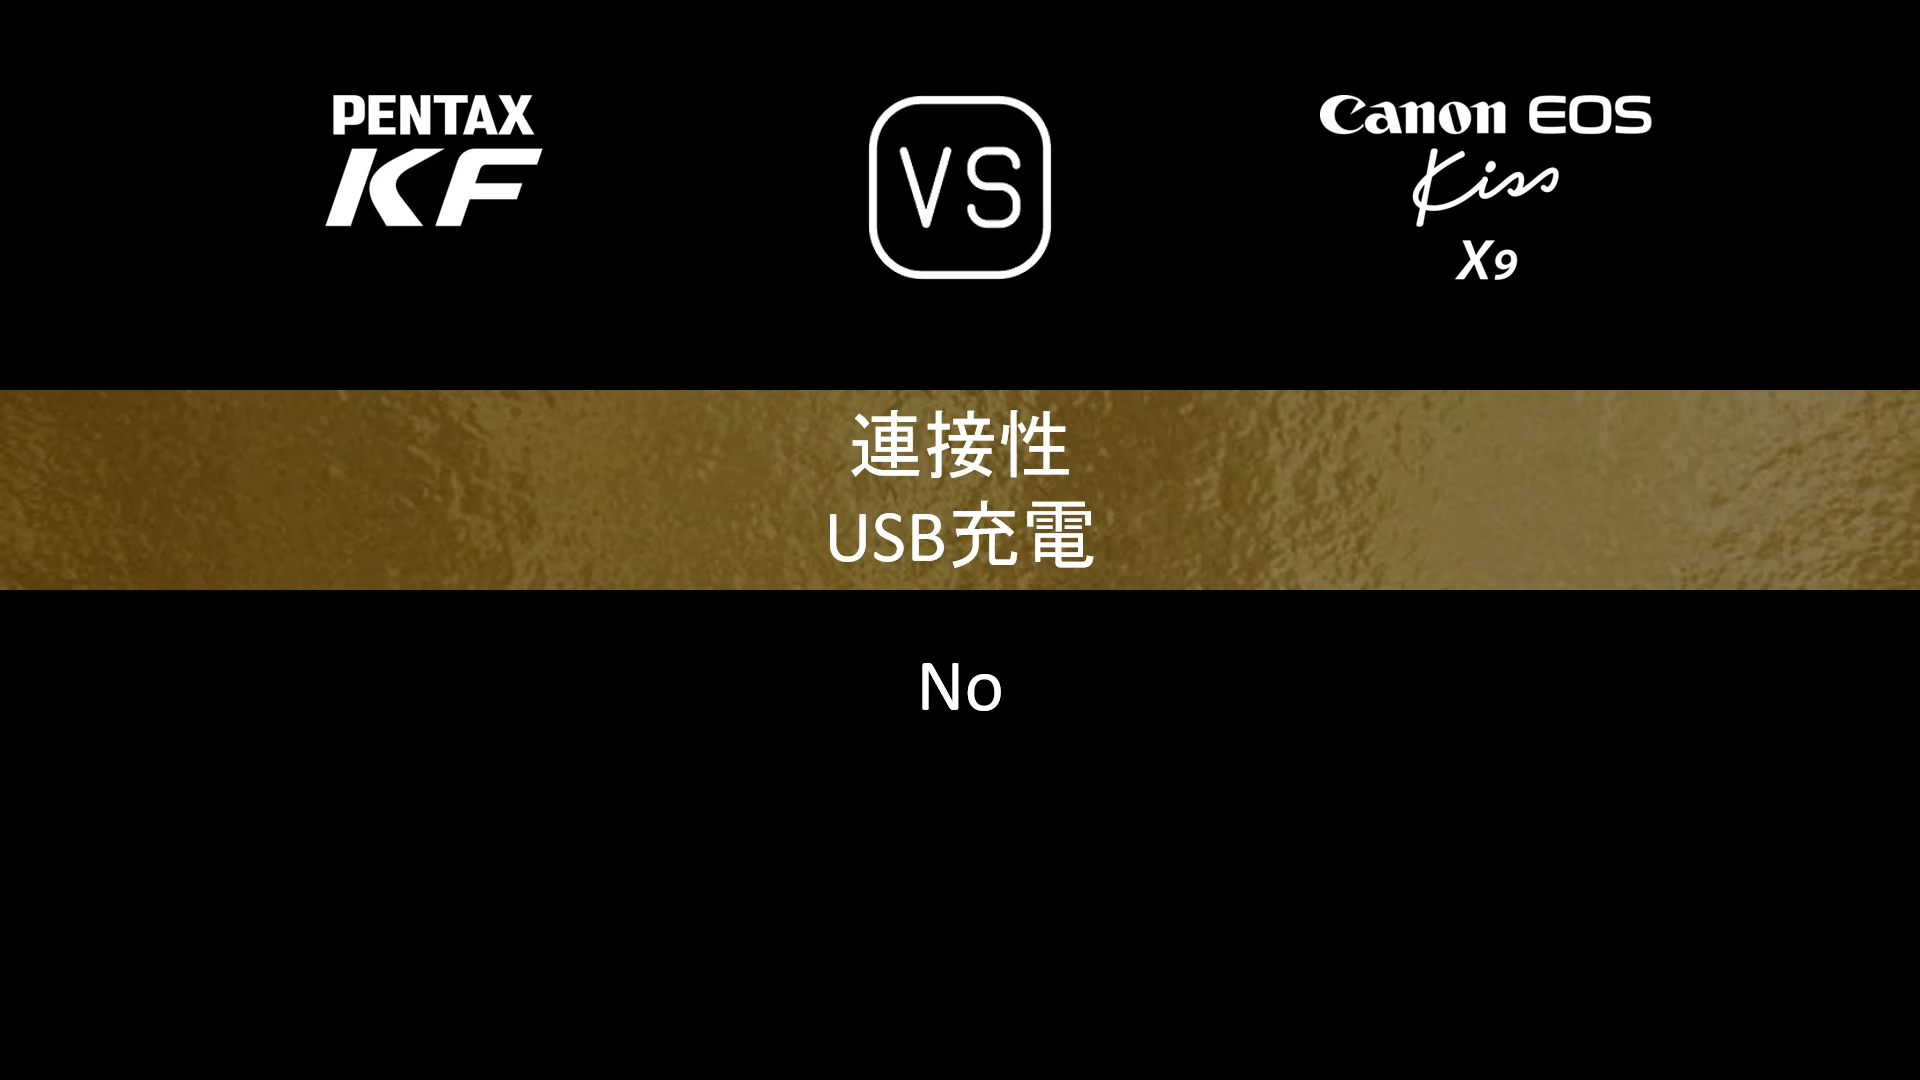 PENTAX
KF
VS
Canon EOS
Kiss
X9
連接性
USB充電
No